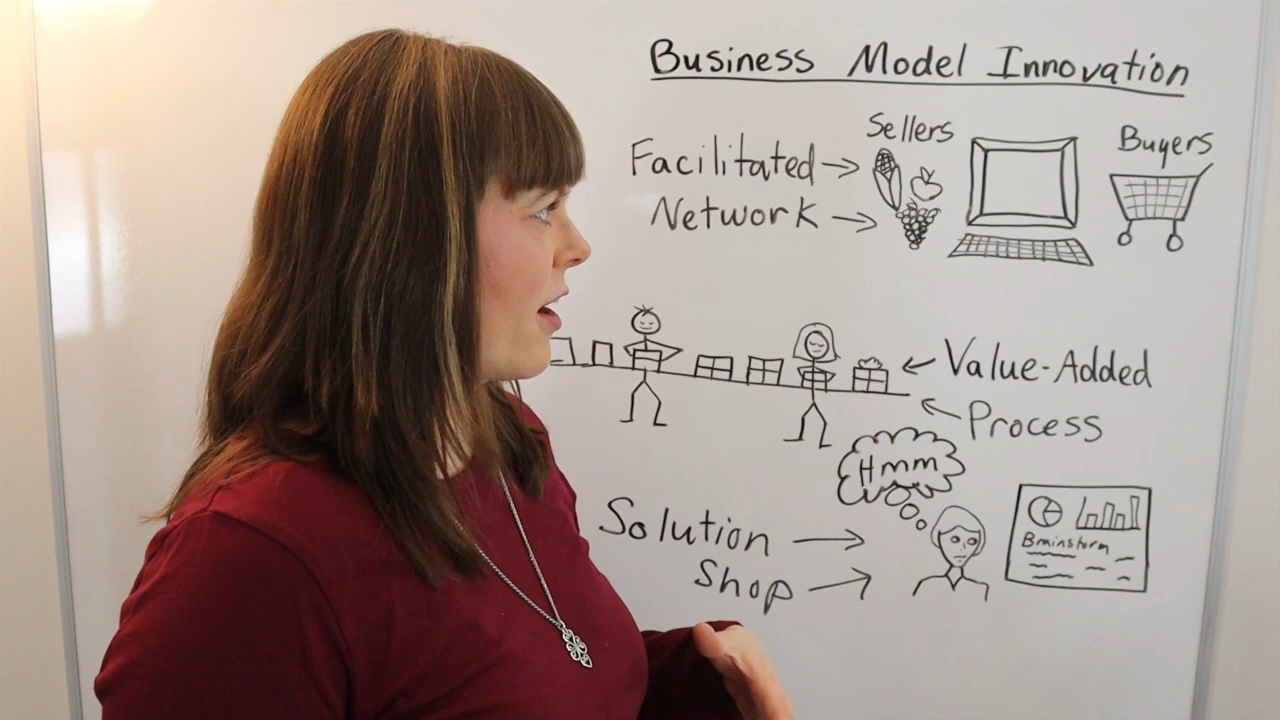 Business Model Innovation
Sellers
Buyers
Facilitated
Network
Value-Added
Process
Hmm
Solution
Shop
Brainstorm